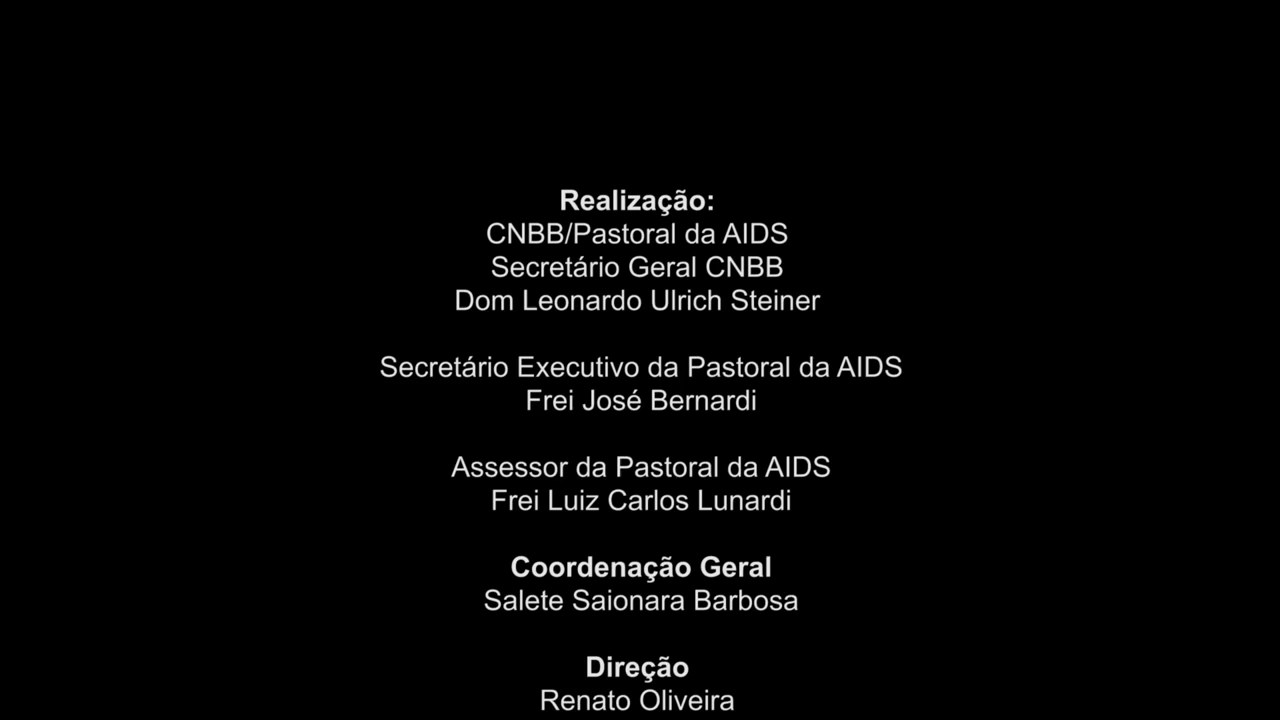 Realização:
CNBB/Pastoral da AIDS
Secretário Geral CNBB
Dom Leonardo Ulrich Steiner
Secretário Executivo da Pastoral da AIDS
Frei José Bernardi
Assessor da Pastoral da AIDS
Frei Luiz Carlos Lunardi
Coordenação Geral
Salete Saionara Barbosa
Direção
Renato Oliveira